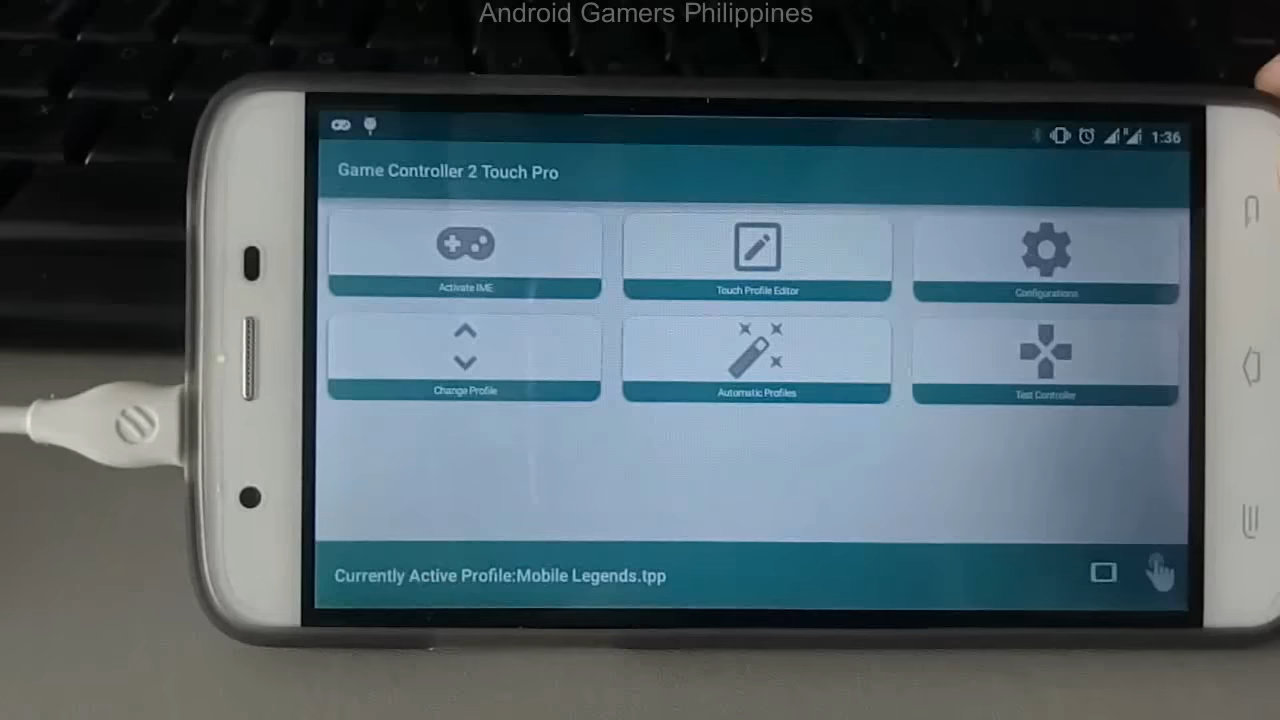 Android Gamers Philippines
1:36
Game Controller 2 Touch Pro
Activate IME
Touch Profile Editor
Configurations
Change Profile
Automatic Profiles
Test Controller
Currently Active Profile:Mobile Legends.tpp